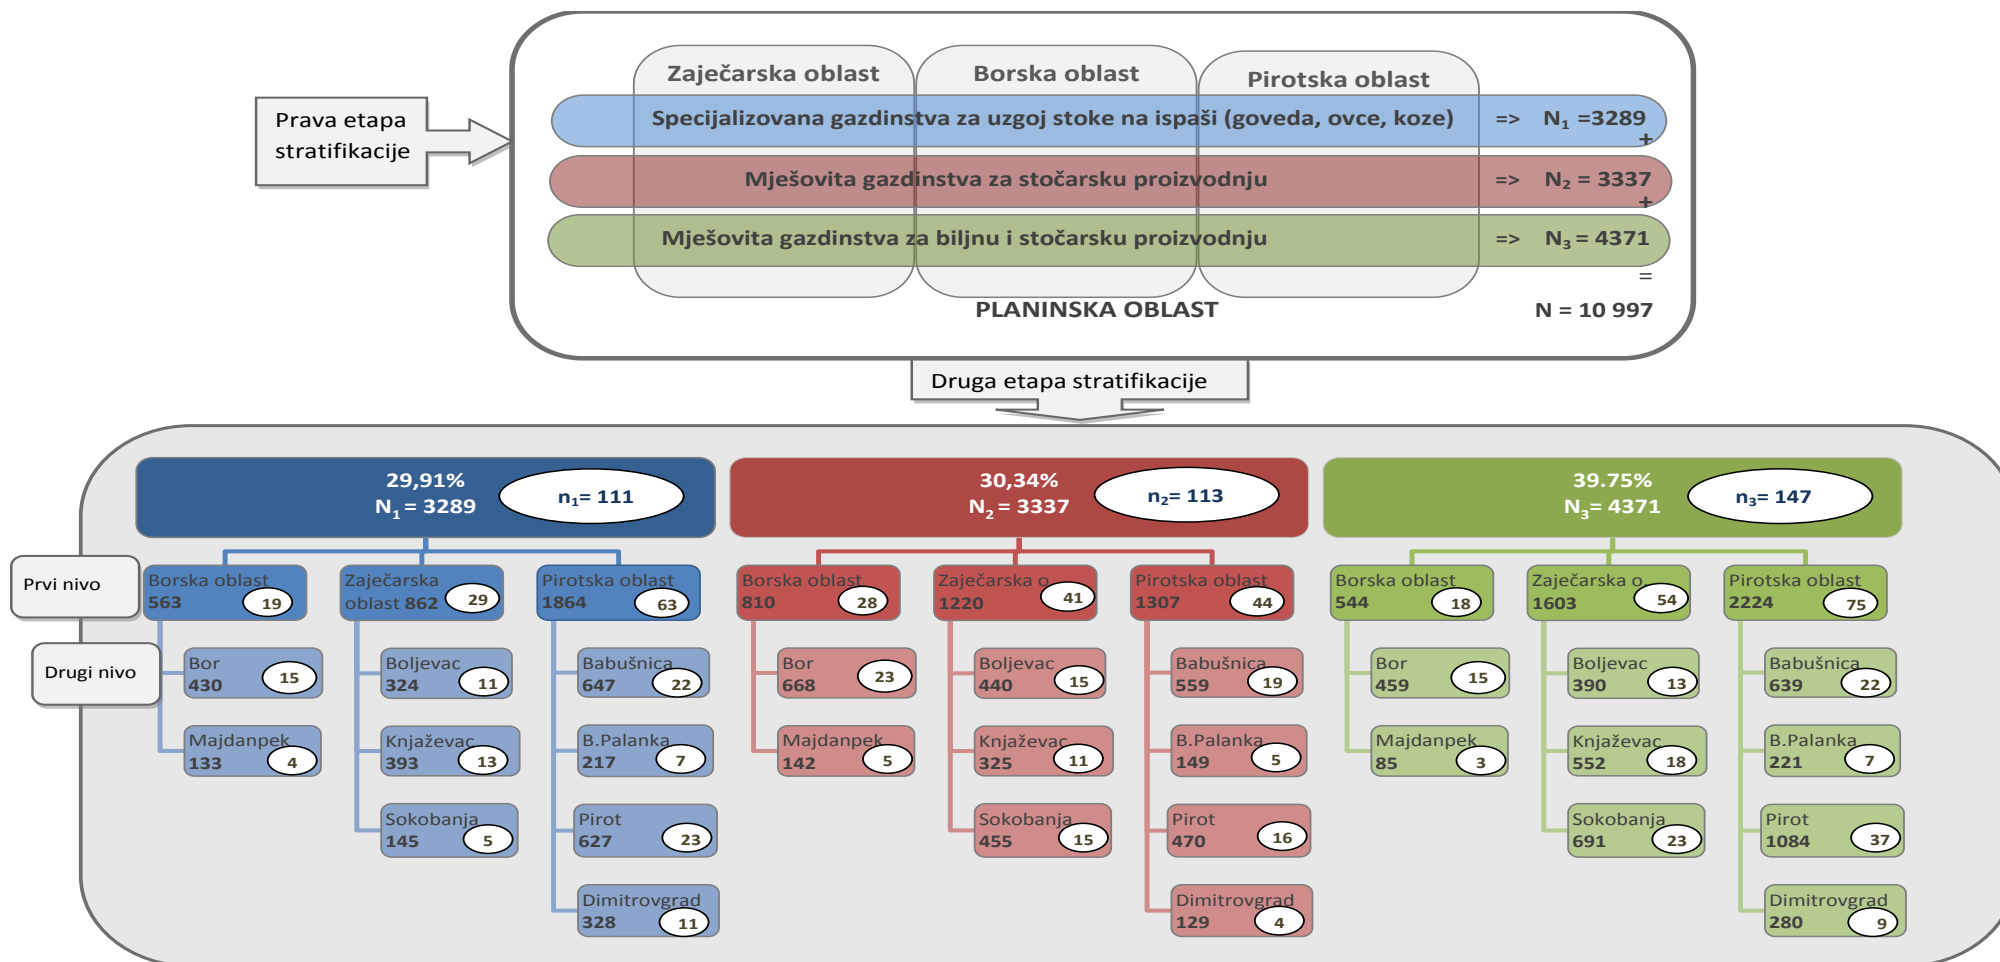 Zaječarska oblast
Borska oblast
Pirotska oblast
Prava etapa
stratifikacije
Specijalizovana gazdinstva za uzgoj stoke na ispaši (goveda, ovce, koze) => N₁ =3289
+
Mješovita gazdinstva za stočarsku proizvodnju => N₂ = 3337
+
Mješovita gazdinstva za biljnu i stočarsku proizvodnju => N₃ = 4371
=
PLANINSKA OBLAST N = 10 997
Druga etapa stratifikacije
29,91%
N₁ = 3289
n₁= 111
30,34%
N₂ = 3337
n₂= 113
39.75%
N₃= 4371
n₃= 147
Prvi nivo
Borska oblast
563
19
Zaječarska
oblast 862
29
Pirotska oblast
1864
63
Borska oblast
810
28
Zaječarska o.
1220
41
Pirotska oblast
1307
44
Borska oblast
544
18
Zaječarska o.
1603
54
Pirotska oblast
2224
75
Drugi nivo
Bor
430
15
Boljevac
324
11
Babušnica
647
22
Bor
668
23
Boljevac
440
15
Babušnica
559
19
Bor
459
15
Boljevac
390
13
Babušnica
639
22
Majdanpek
133
4
Knjaževac
393
13
B.Palanka
217
7
Majdanpek
142
5
Knjaževac
325
11
B.Palanka
149
5
Majdanpek
85
3
Knjaževac
552
18
B.Palanka
221
7
Sokobanja
145
5
Pirot
627
23
Sokobanja
455
15
Pirot
470
16
Sokobanja
691
23
Pirot
1084
37
Dimitrovgrad
328
11
Dimitrovgrad
129
4
Dimitrovgrad
280
9